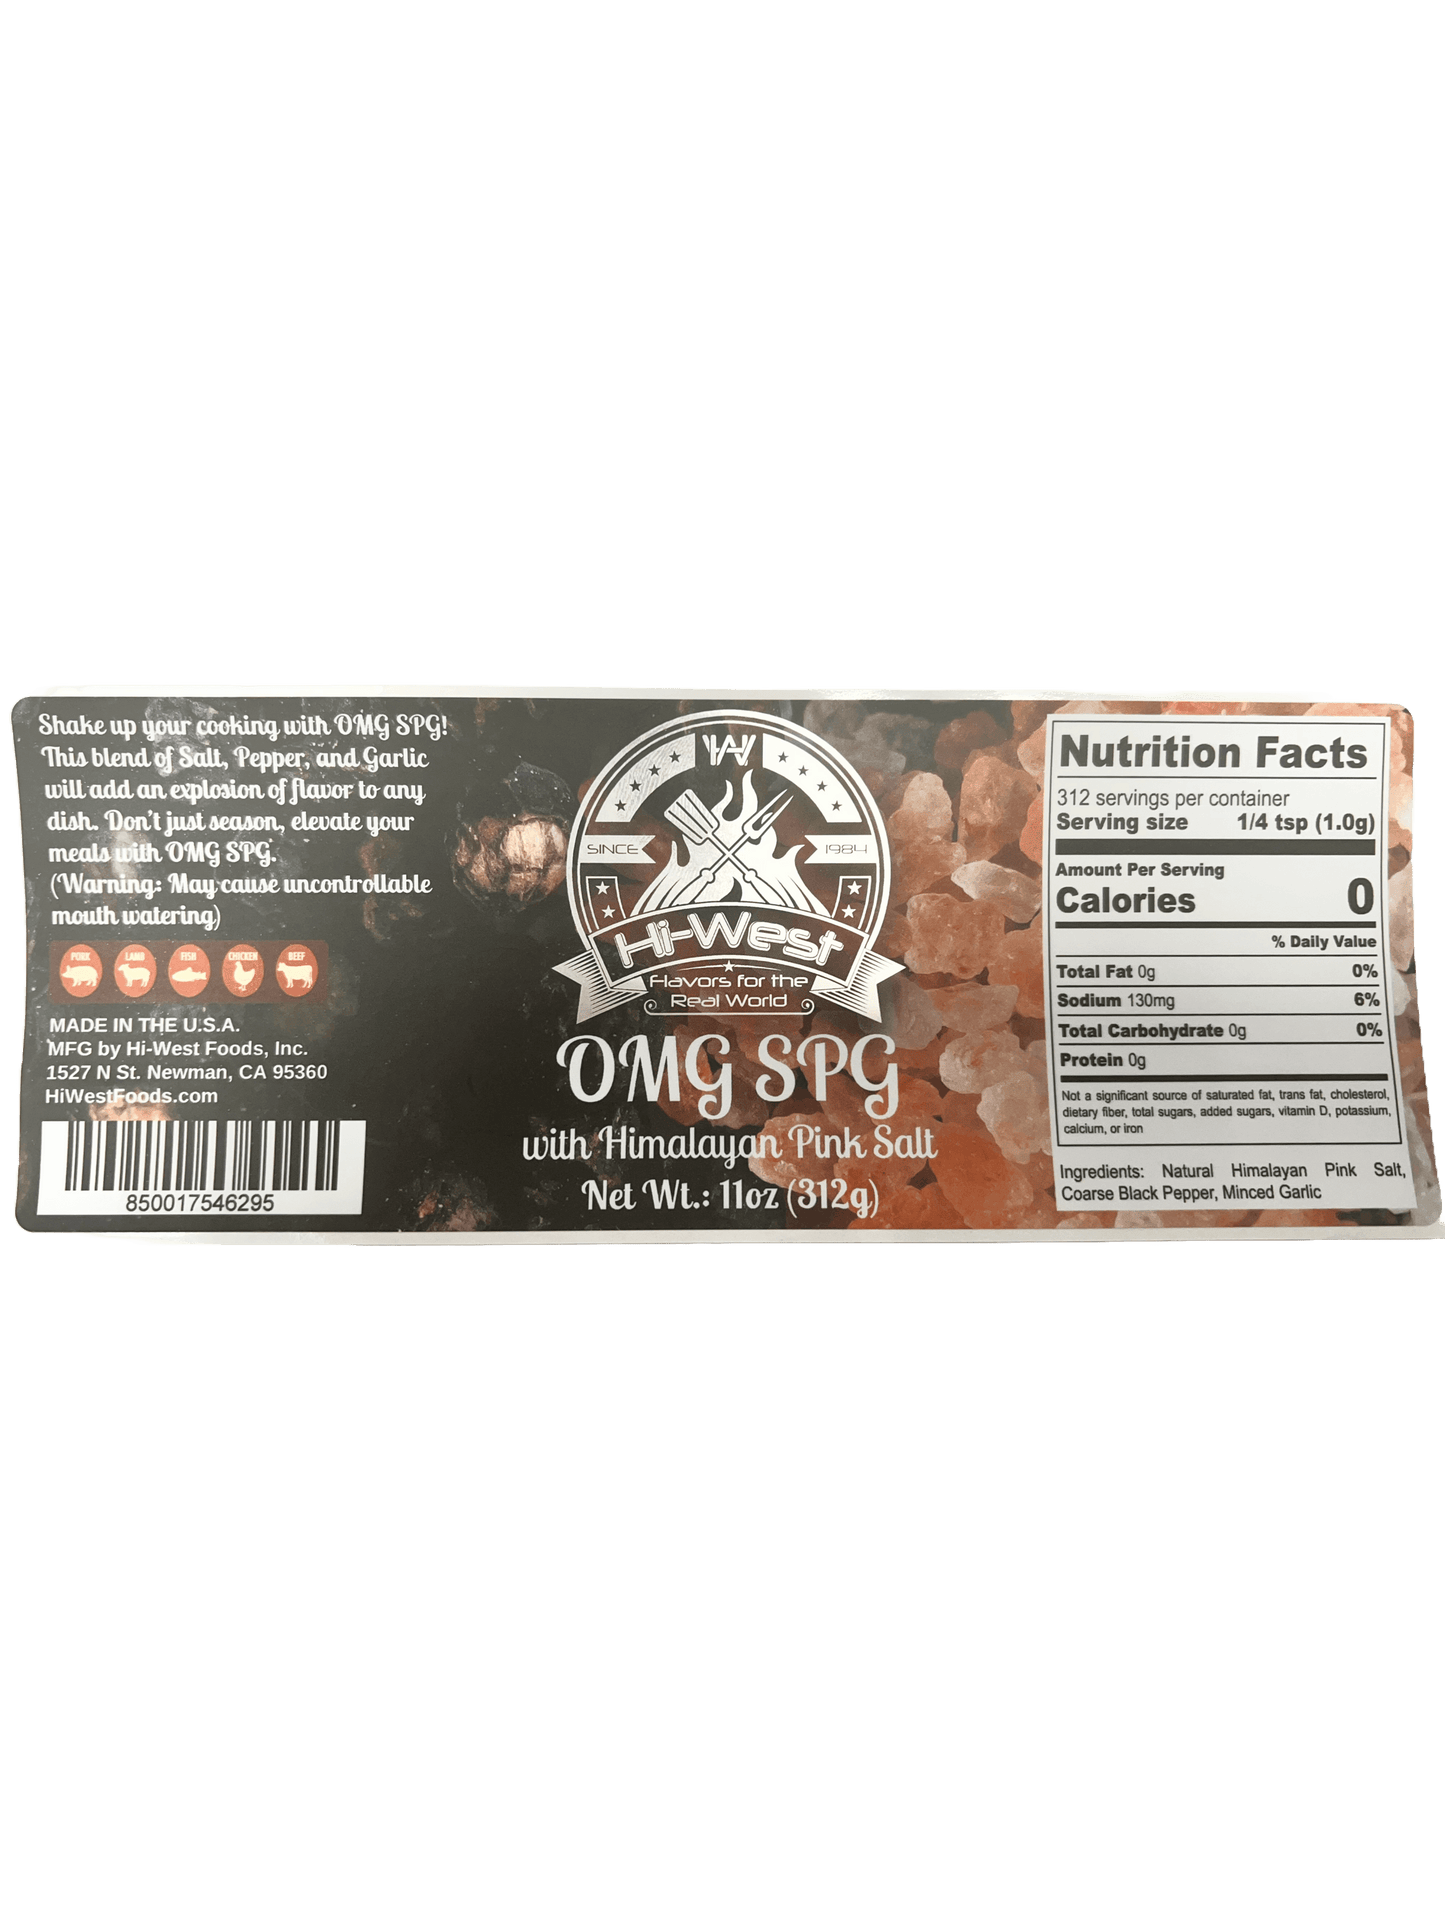 Shake up your cooking with OMG SPG!
This blend of Salt, Pepper, and Garlic
will add an explosion of flavor to any
dish. Don't just season, elevate your
meals with OMG SPG.
(Warning: May cause uncontrollable
mouth watering)
PORK LAMB FISH CHICKEN BEEF
MADE IN THE U.S.A.
MFG by Hi-West Foods, Inc.
1527 N St. Newman, CA 95360
HiWestFoods.com
850017546295
HW
SINCE 1984
Hi-West
Flavors for the
Real World
OMG SPG
with Himalayan Pink Salt
Net Wt.: 11oz (312g)
Nutrition Facts
312 servings per container
Serving size 1/4 tsp (1.0g)
Amount Per Serving
Calories 0
% Daily Value
Total Fat 0g 0%
Sodium 130mg 6%
Total Carbohydrate 0g 0%
Protein 0g
Not a significant source of saturated fat, trans fat, cholesterol,
dietary fiber, total sugars, added sugars, vitamin D, potassium,
calcium, or iron
Ingredients: Natural Himalayan Pink Salt,
Coarse Black Pepper, Minced Garlic